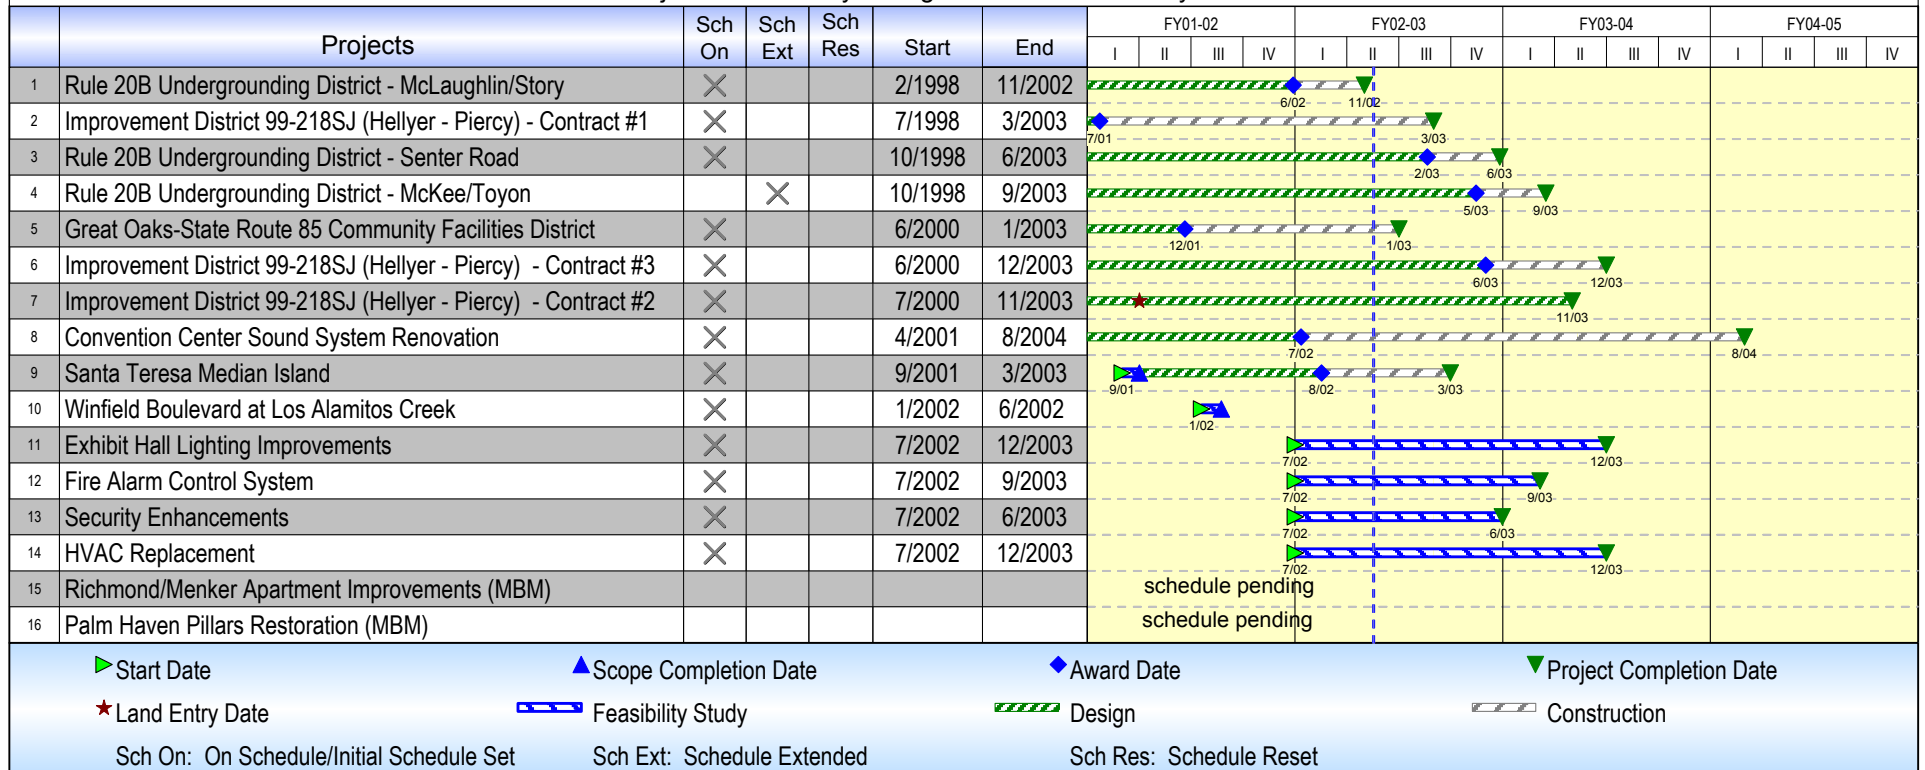 Projects Sch On Sch Ext Sch Res Start End FY01-02 FY02-03 FY03-04 FY04-05
I II III IV I II III IV I II III IV I II III IV
1 Rule 20B Undergrounding District - McLaughlin/Story 2/1998 11/2002 6/02 11/02
2 Improvement District 99-218SJ (Hellyer - Piercy) - Contract #1 7/1998 3/2003 7/01 3/03
3 Rule 20B Undergrounding District - Senter Road 10/1998 6/2003 2/03 6/03
4 Rule 20B Undergrounding District - McKee/Toyon 10/1998 9/2003 5/03 9/03
5 Great Oaks-State Route 85 Community Facilities District 6/2000 1/2003 12/01 1/03
6 Improvement District 99-218SJ (Hellyer - Piercy) - Contract #3 6/2000 12/2003 6/03 12/03
7 Improvement District 99-218SJ (Hellyer - Piercy) - Contract #2 7/2000 11/2003 11/03
8 Convention Center Sound System Renovation 4/2001 8/2004 7/02 8/04
9 Santa Teresa Median Island 9/2001 3/2003 9/01 8/02 3/03
10 Winfield Boulevard at Los Alamitos Creek 1/2002 6/2002 1/02
11 Exhibit Hall Lighting Improvements 7/2002 12/2003 7/02 12/03
12 Fire Alarm Control System 7/2002 9/2003 7/02 9/03
13 Security Enhancements 7/2002 6/2003 7/02 6/03
14 HVAC Replacement 7/2002 12/2003 7/02 12/03
15 Richmond/Menker Apartment Improvements (MBM) schedule pending
16 Palm Haven Pillars Restoration (MBM) schedule pending
Start Date Scope Completion Date Award Date Project Completion Date
Land Entry Date Feasibility Study Design Construction
Sch On: On Schedule/Initial Schedule Set Sch Ext: Schedule Extended Sch Res: Schedule Reset